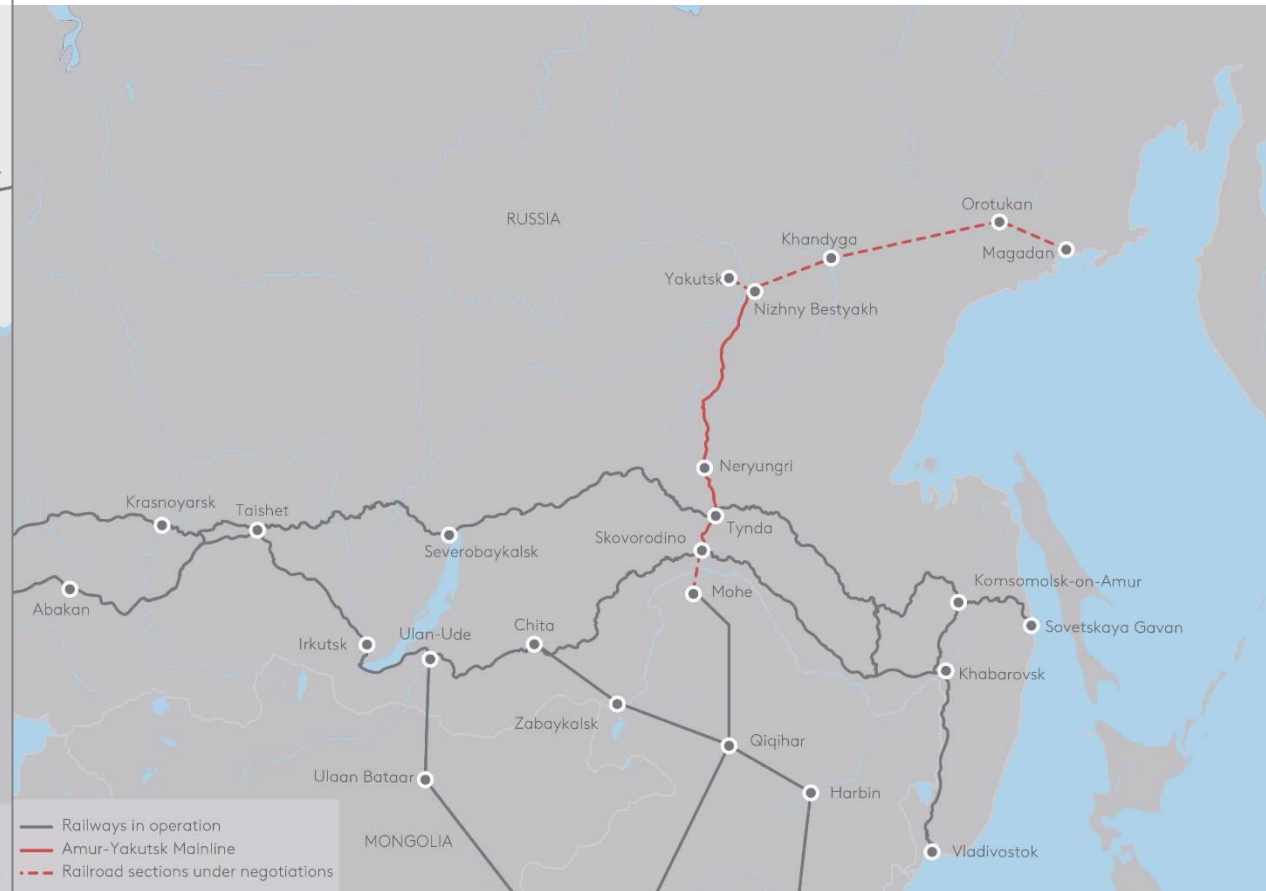 Orotukan
RUSSIA
Khandyga
Magadan
Yakutsk
Nizhny Bestyakh
Neryungri
Krasnoyarsk
Taishet
Tynda
Severobaykalsk
Skovorodino
Komsomolsk-on-Amur
Mohe
Abakan
Sovetskaya Gavan
Chita
Ulan-Ude
Irkutsk
Khabarovsk
Zabaykalsk
Qiqihar
Ulaan Bataar
Harbin
Railways in operation
MONGOLIA
Amur-Yakutsk Mainline
Vladivostok
Railroad sections under negotiations